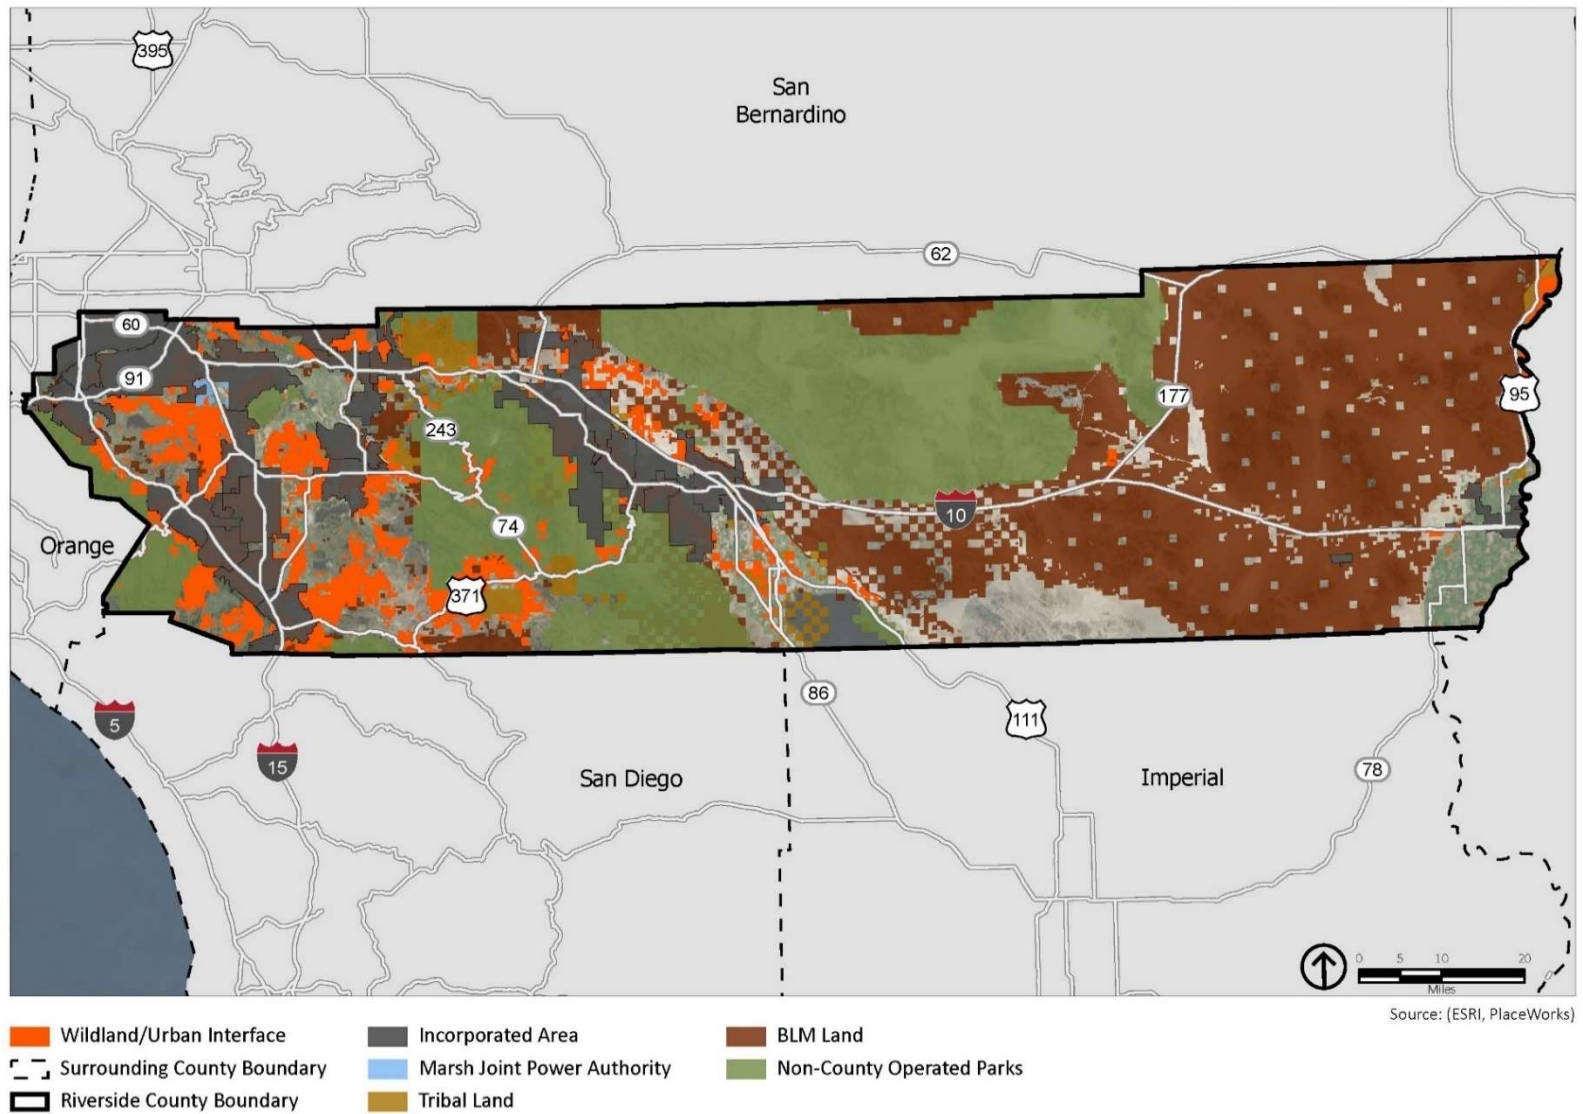 395
San
Bernardino
62
60
91
177
95
243
10
74
Orange
371
86
111
5
15
San Diego
Imperial
78
0 5 10 20
Miles
Source: (ESRI, PlaceWorks)
Wildland/Urban Interface
Surrounding County Boundary
Riverside County Boundary
Incorporated Area
Marsh Joint Power Authority
Tribal Land
BLM Land
Non-County Operated Parks